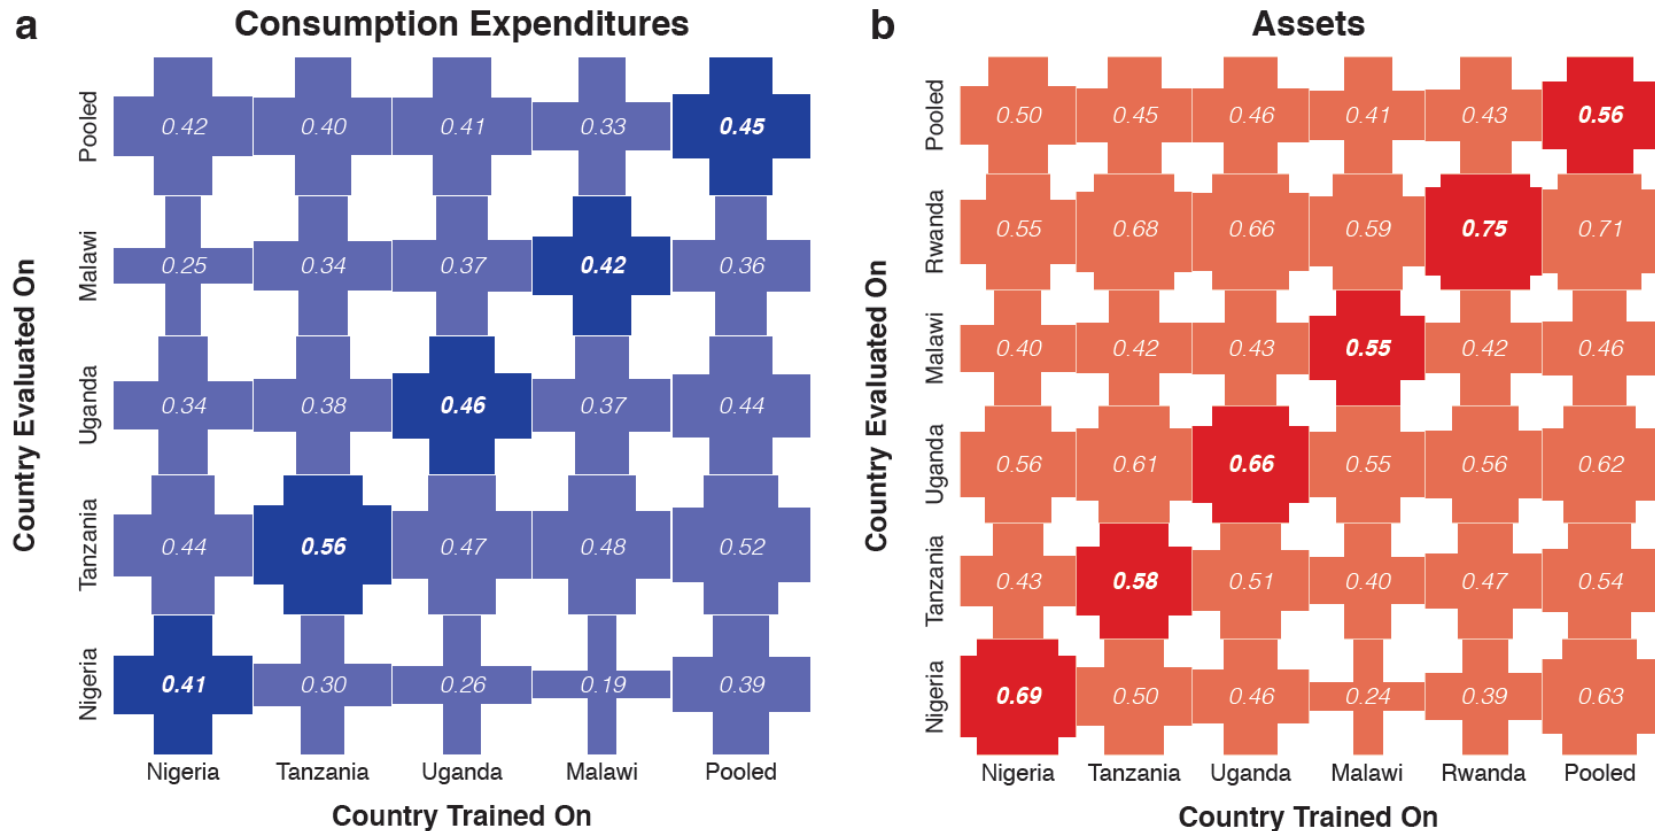 a Consumption Expenditures
Country Evaluated On
Pooled 0.42 0.40 0.41 0.33 0.45
Malawi 0.25 0.34 0.37 0.42 0.36
Uganda 0.34 0.38 0.46 0.37 0.44
Tanzania 0.44 0.56 0.47 0.48 0.52
Nigeria 0.41 0.30 0.26 0.19 0.39
Nigeria Tanzania Uganda Malawi Pooled
Country Trained On
b Assets
Country Evaluated On
Pooled 0.50 0.45 0.46 0.41 0.43 0.56
Rwanda 0.55 0.68 0.66 0.59 0.75 0.71
Malawi 0.40 0.42 0.43 0.55 0.42 0.46
Uganda 0.56 0.61 0.66 0.55 0.56 0.62
Tanzania 0.43 0.58 0.51 0.40 0.47 0.54
Nigeria 0.69 0.50 0.46 0.24 0.39 0.63
Nigeria Tanzania Uganda Malawi Rwanda Pooled
Country Trained On